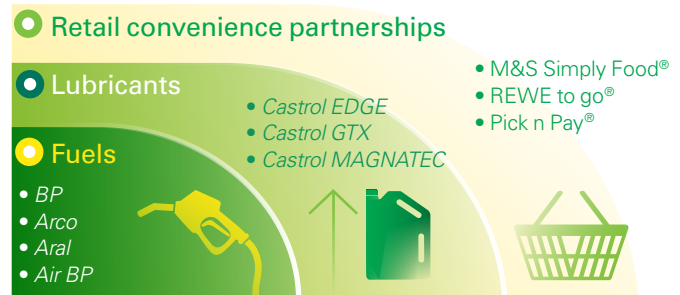 Retail convenience partnerships
• M&S Simply Food®
• REWE to go®
• Pick n Pay®
Lubricants
• Castrol EDGE
• Castrol GTX
• Castrol MAGNATEC
Fuels
• BP
• Arco
• Aral
• Air BP